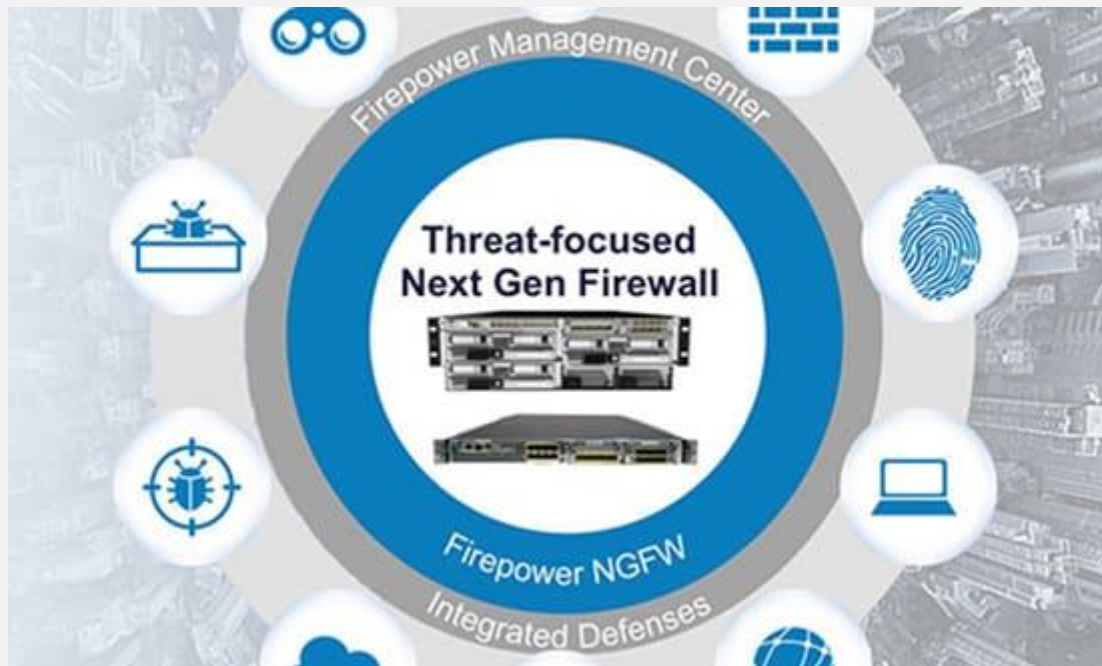 Firepower Management Center
Threat-focused
Next Gen Firewall
Firepower NGFW
Integrated Defenses